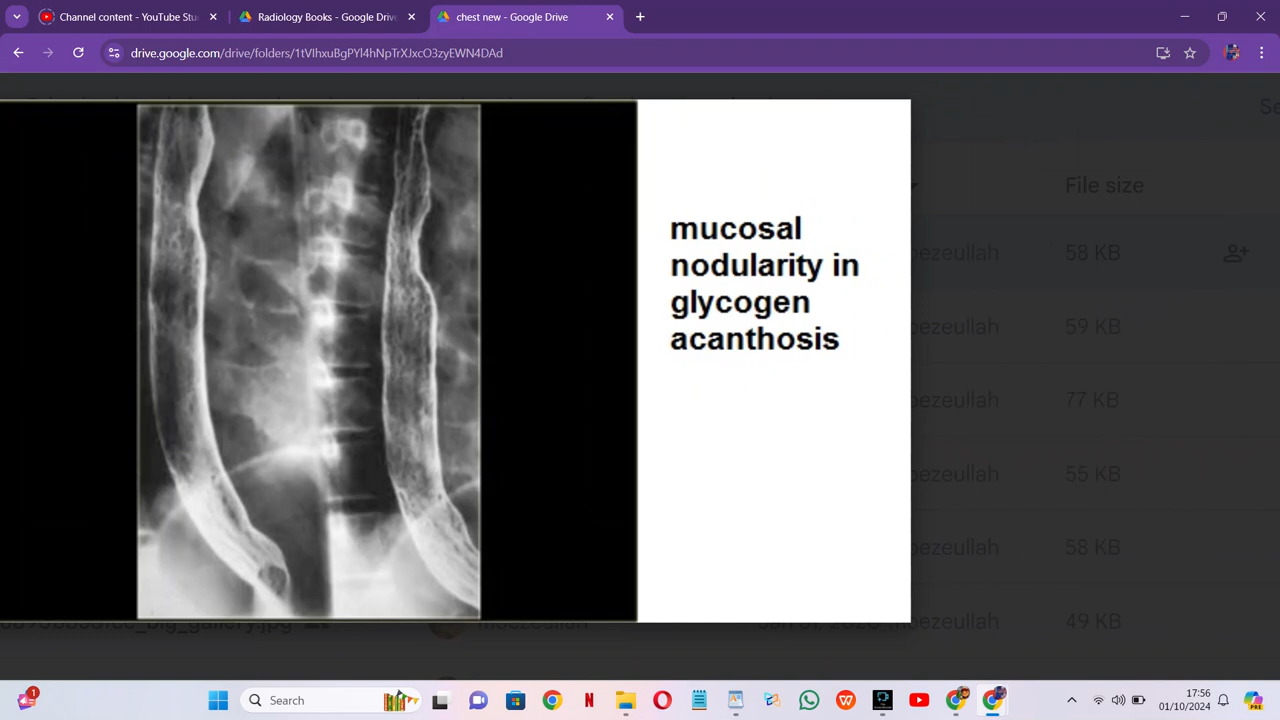 Channel content - YouTube Stu
Radiology Books - Google Drive
chest new - Google Drive
drive.google.com/drive/folders/1tVIhxuBgPYl4hNpTrXJxcO3zyEWN4DAd
File size
mucosal
nodularity in
glycogen
acanthosis
58 KB
59 KB
77 KB
55 KB
58 KB
49 KB
1
Search
01/10/2024
PRE